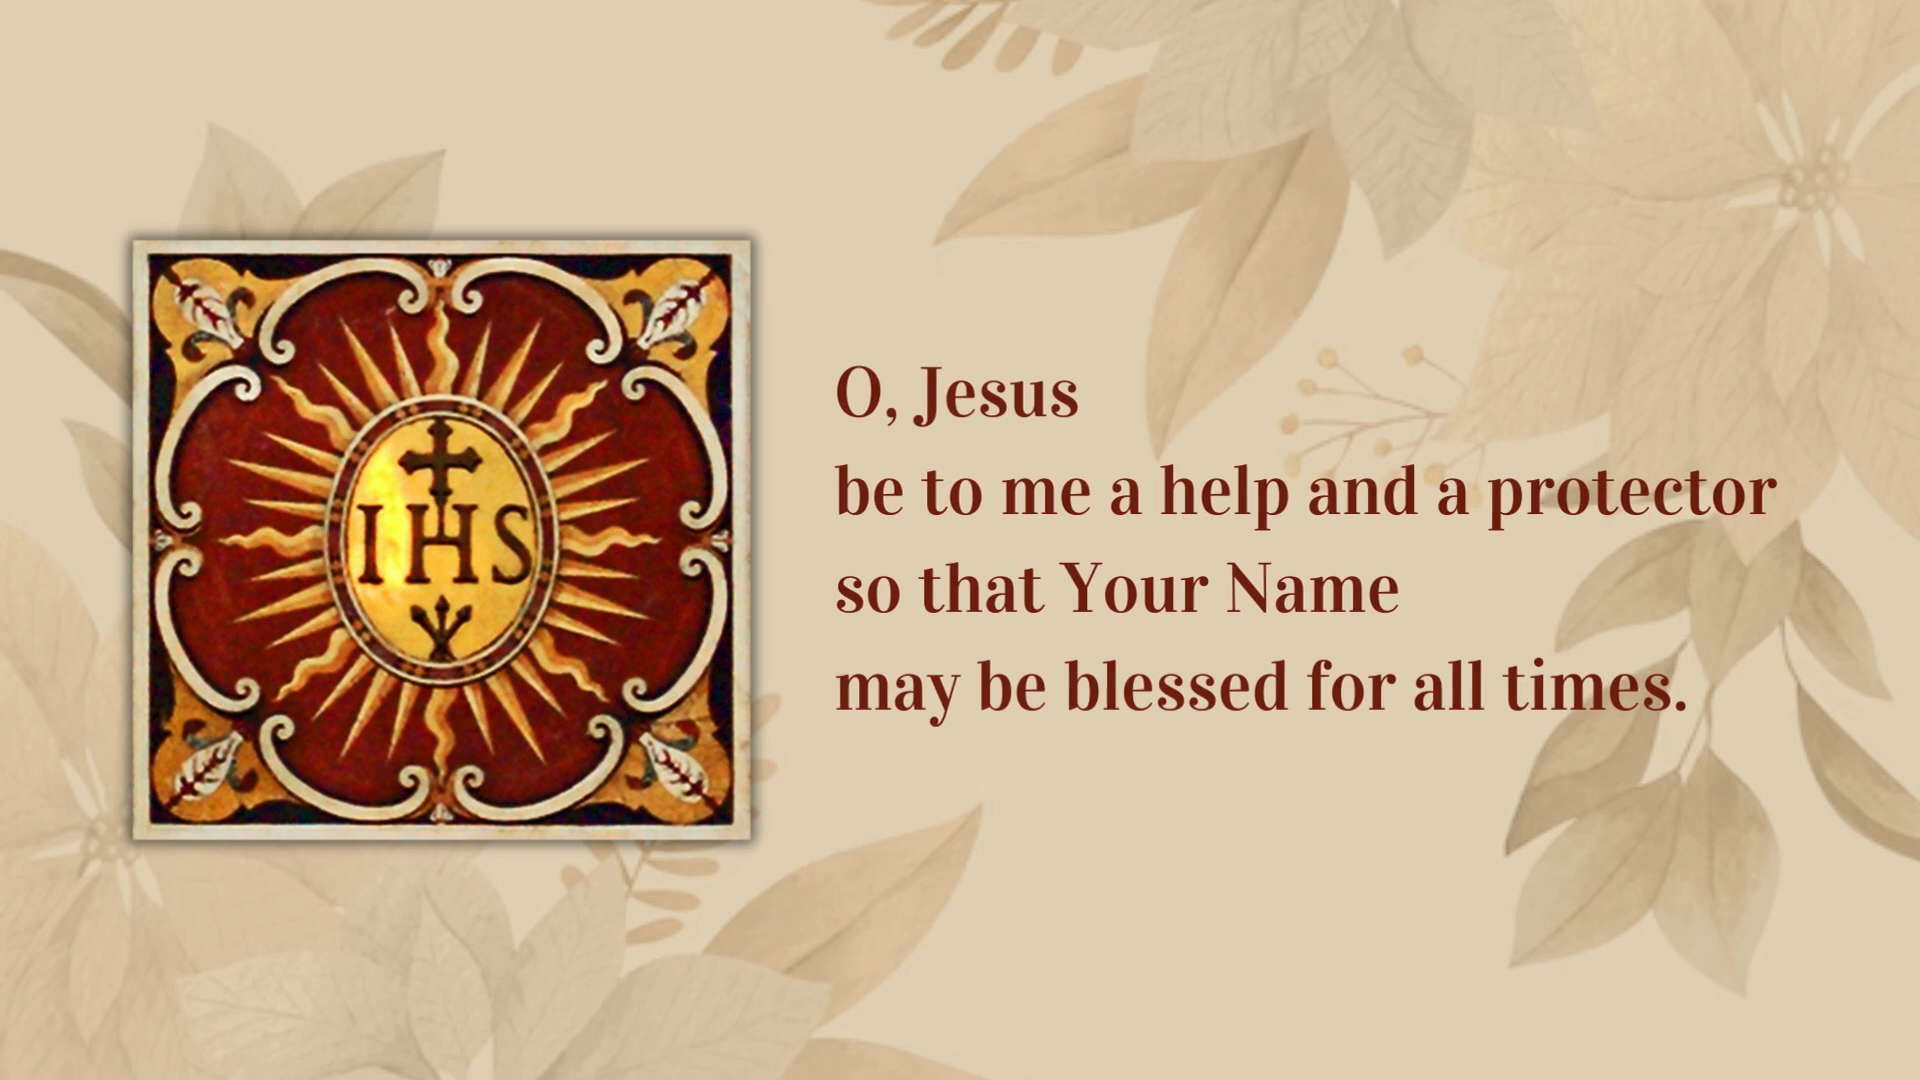 IHS
O, Jesus
be to me a help and a protector
so that Your Name
may be blessed for all times.